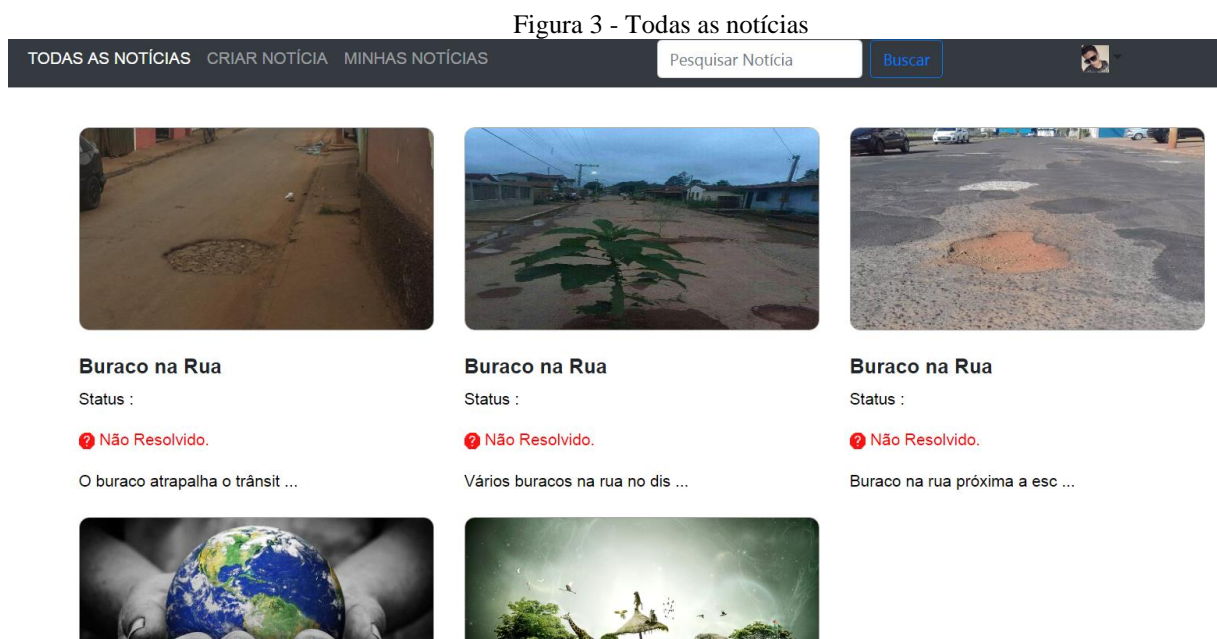 Figura 3 - Todas as notícias
TODAS AS NOTÍCIAS CRIAR NOTÍCIA MINHAS NOTÍCIAS Pesquisar Notícia Buscar
Buraco na Rua Buraco na Rua Buraco na Rua
Status : Status : Status :
Não Resolvido. Não Resolvido. Não Resolvido.
O buraco atrapalha o trânsit ... Vários buracos na rua no dis ... Buraco na rua próxima a esc ...